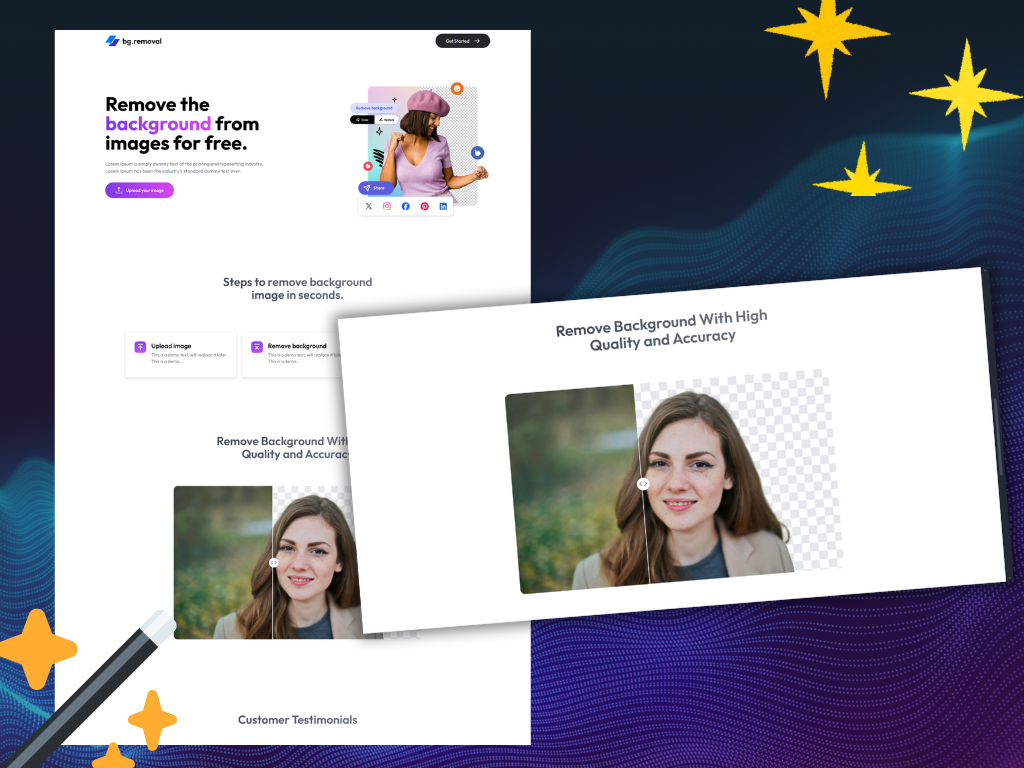 bg.removal
Get Started
Remove the
background from
images for free.
Lorem Ipsum is simply dummy text of the printing and typesetting industry.
Lorem Ipsum has been the industry's standard dummy text ever.
Upload your image
Remove background
Erase
Restore
Share
Steps to remove background
image in seconds.
Upload image
This is a demo text, will replace it later.
This is a demo.
Remove background
This is a demo text, will replace it
This is a demo.
Remove Background With
Quality and Accuracy
Remove Background With High
Quality and Accuracy
Customer Testimonials